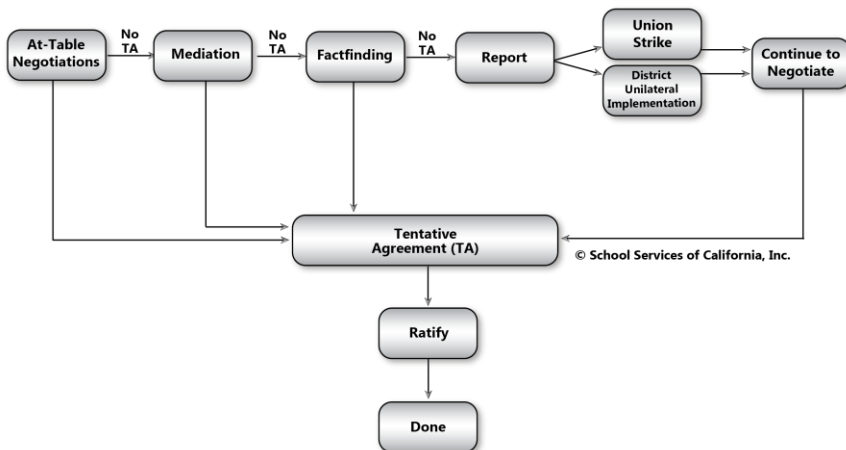 No
TA
No
TA
No
TA
At-Table
Negotiations
Mediation
Factfinding
Report
Union
Strike
District
Unilateral
Implementation
Continue to
Negotiate
Tentative
Agreement (TA)
© School Services of California, Inc.
Ratify
Done